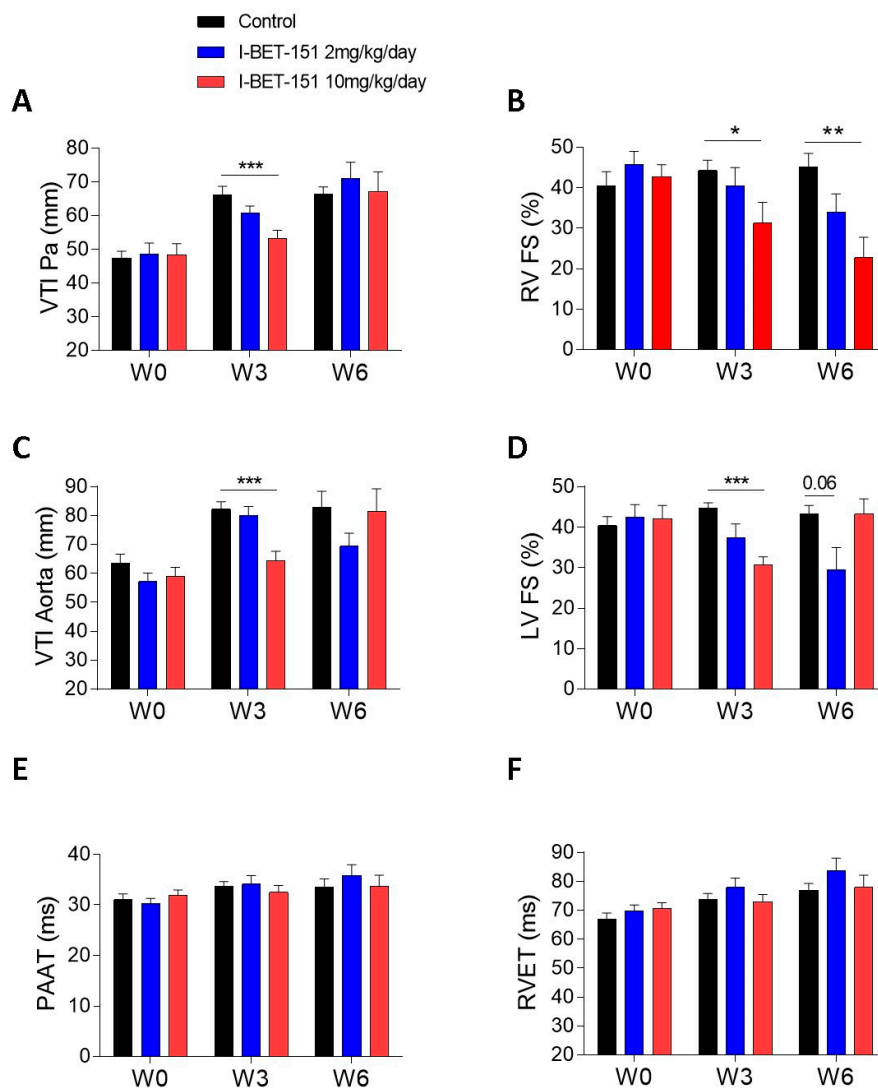 Control
I-BET-151 2mg/kg/day
I-BET-151 10mg/kg/day
A
VTI Pa (mm)
80
70
60
50
40
30
20
***
W0 W3 W6
B
RV FS (%)
50
40
30
20
10
0
*
**
W0 W3 W6
C
VTI Aorta (mm)
90
80
70
60
50
40
30
20
***
W0 W3 W6
D
LV FS (%)
50
40
30
20
10
0
***
0.06
W0 W3 W6
E
PAAT (ms)
40
30
20
10
0
W0 W3 W6
F
RVET (ms)
90
80
70
60
50
40
30
20
W0 W3 W6